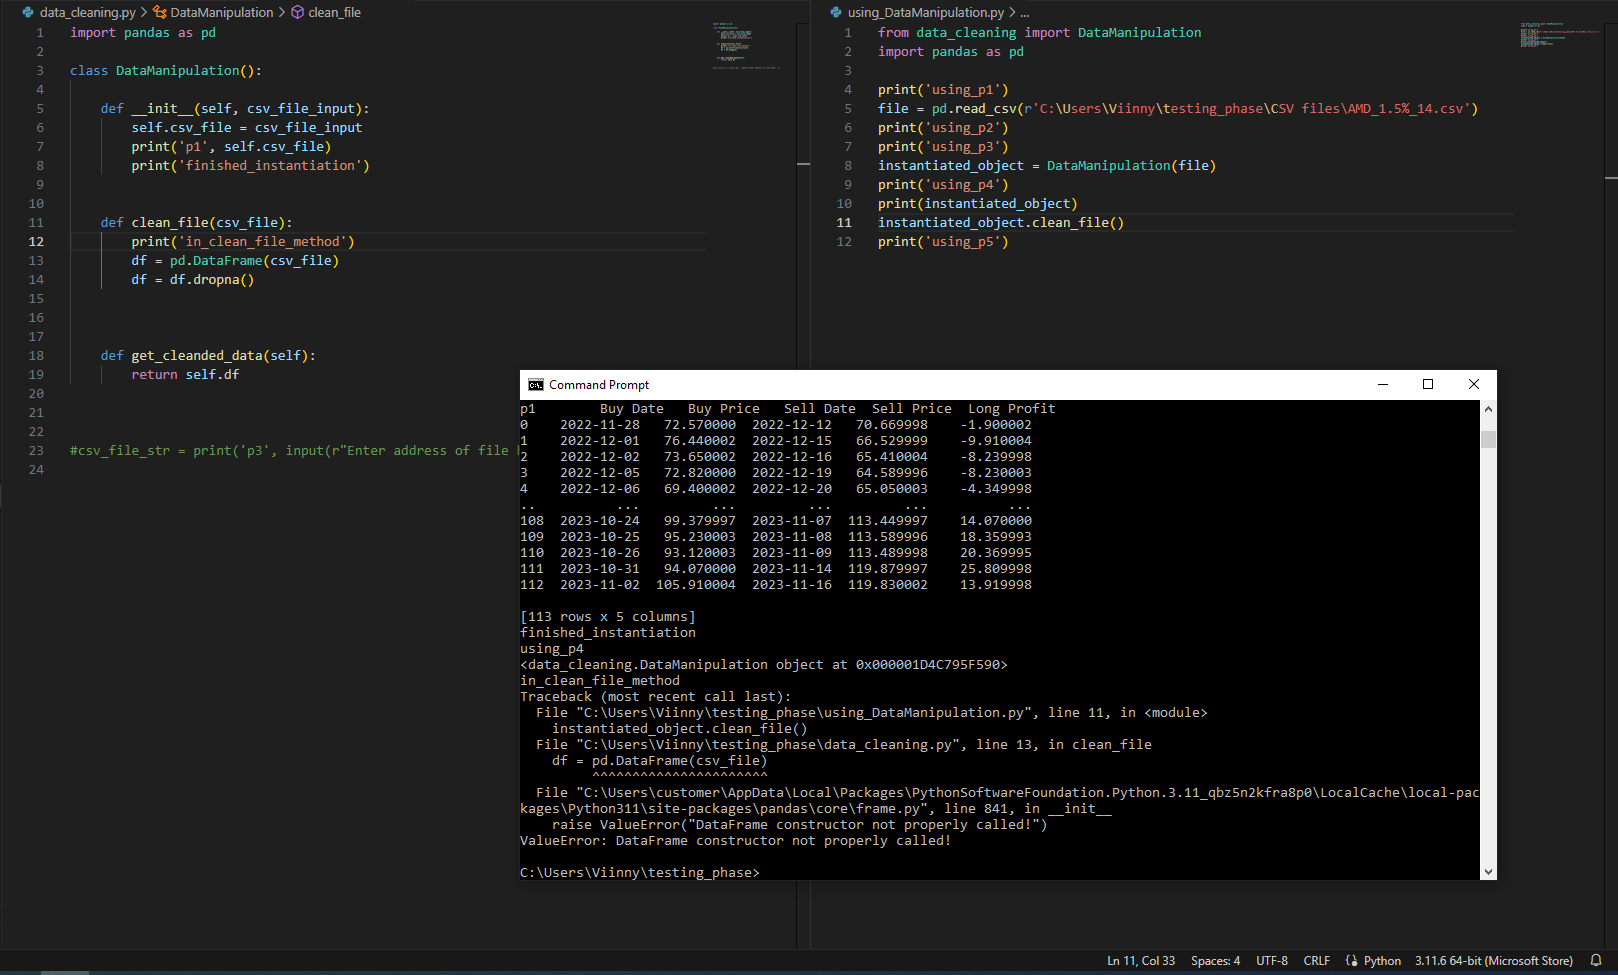 data_cleaning.py > DataManipulation > clean_file
1 import pandas as pd
2
3 class DataManipulation():
4
5     def __init__(self, csv_file_input):
6         self.csv_file = csv_file_input
7         print('p1', self.csv_file)
8         print('finished_instantiation')
9
10
11     def clean_file(csv_file):
12         print('in_clean_file_method')
13         df = pd.DataFrame(csv_file)
14         df = df.dropna()
15
16
17
18     def get_cleanded_data(self):
19         return self.df
20
21
22
23 #csv_file_str = print('p3', input(r"Enter address of file
24
using_DataManipulation.py > ...
1 from data_cleaning import DataManipulation
2 import pandas as pd
3
4 print('using_p1')
5 file = pd.read_csv(r'C:\Users\Viinny\testing_phase\CSV files\AMD_1.5%_14.csv')
6 print('using_p2')
7 print('using_p3')
8 instantiated_object = DataManipulation(file)
9 print('using_p4')
10 print(instantiated_object)
11 instantiated_object.clean_file()
12 print('using_p5')
Command Prompt
p1        Buy Date   Buy Price   Sell Date  Sell Price  Long Profit
0    2022-11-28   72.570000  2022-12-12   70.669998    -1.900002
1    2022-12-01   76.440002  2022-12-15   66.529999    -9.910004
2    2022-12-02   73.650002  2022-12-16   65.410004    -8.239998
3    2022-12-05   72.820000  2022-12-19   64.589996    -8.230003
4    2022-12-06   69.400002  2022-12-20   65.050003    -4.349998
..          ...         ...         ...         ...          ...
108  2023-10-24   99.379997  2023-11-07  113.449997    14.070000
109  2023-10-25   95.230003  2023-11-08  113.589996    18.359993
110  2023-10-26   93.120003  2023-11-09  113.489998    20.369995
111  2023-10-31   94.070000  2023-11-14  119.879997    25.809998
112  2023-11-02  105.910004  2023-11-16  119.830002    13.919998
[113 rows x 5 columns]
finished_instantiation
using_p4
<data_cleaning.DataManipulation object at 0x000001D4C795F590>
in_clean_file_method
Traceback (most recent call last):
  File "C:\Users\Viinny\testing_phase\using_DataManipulation.py", line 11, in <module>
    instantiated_object.clean_file()
  File "C:\Users\Viinny\testing_phase\data_cleaning.py", line 13, in clean_file
    df = pd.DataFrame(csv_file)
         ^^^^^^^^^^^^^^^^^^^^^^
  File "C:\Users\customer\AppData\Local\Packages\PythonSoftwareFoundation.Python.3.11_qbz5n2kfra8p0\LocalCache\local-pac
kages\Python311\site-packages\pandas\core\frame.py", line 841, in __init__
    raise ValueError("DataFrame constructor not properly called!")
ValueError: DataFrame constructor not properly called!
C:\Users\Viinny\testing_phase>
Ln 11, Col 33 Spaces: 4 UTF-8 CRLF Python 3.11.6 64-bit (Microsoft Store)